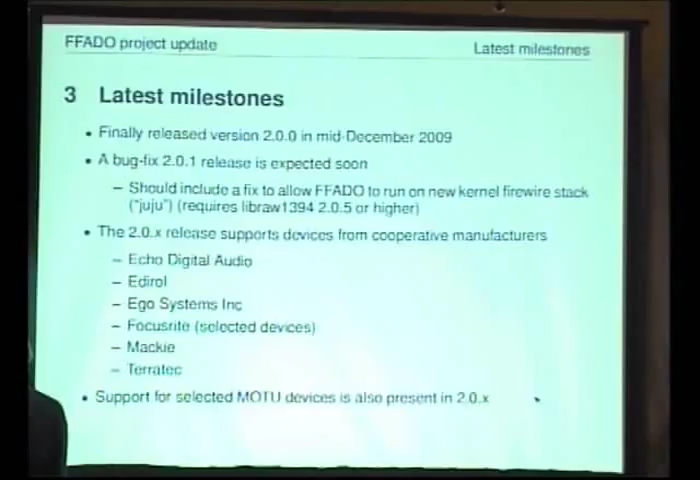 FFADO project update
Latest milestones
3 Latest milestones
• Finally released version 2.0.0 in mid-December 2009
• A bug-fix 2.0.1 release is expected soon
– Should include a fix to allow FFADO to run on new kernel firewire stack
("juju") (requires libraw1394 2.0.5 or higher)
• The 2.0.x release supports devices from cooperative manufacturers
– Echo Digital Audio
– Edirol
– Ego Systems Inc
– Focusrite (selected devices)
– Mackie
– Terratec
• Support for selected MOTU devices is also present in 2.0.x